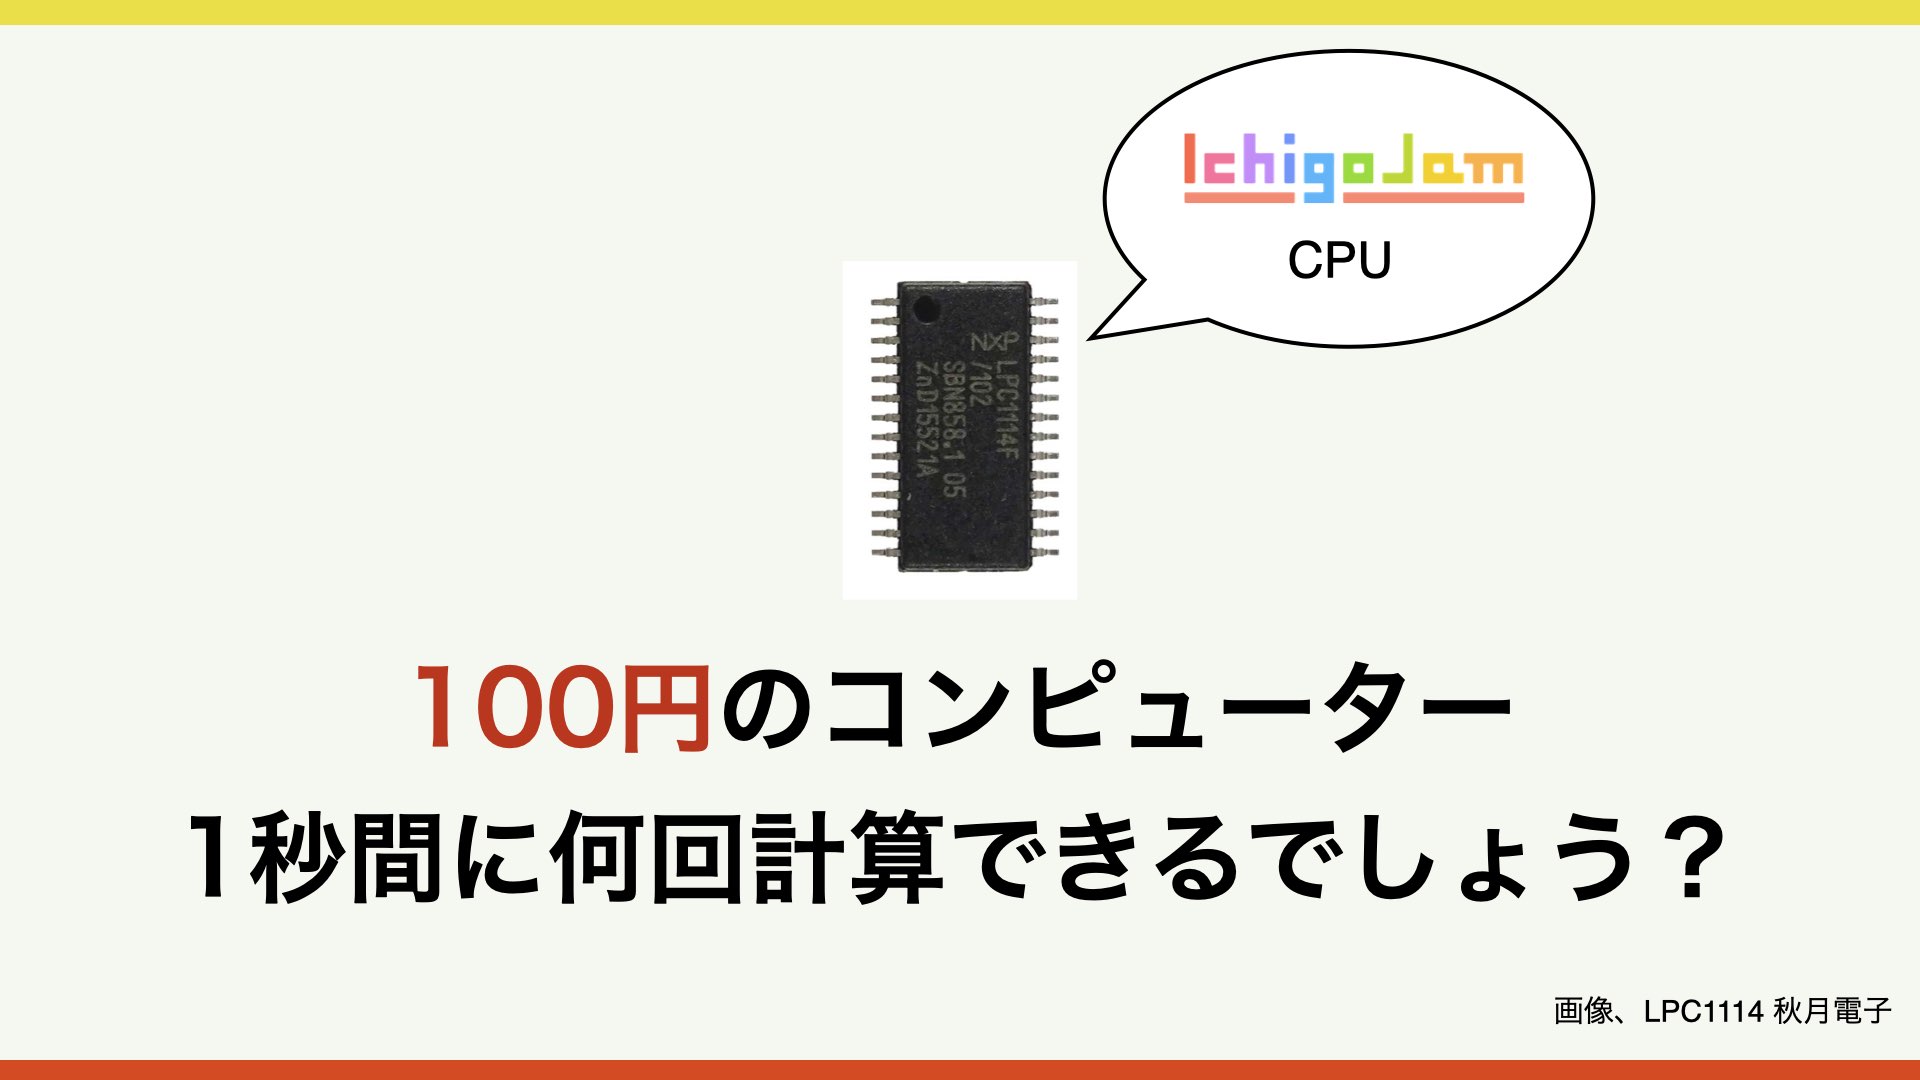 IchigoJam
CPU
NXP
LPC1114F
/102
SBN858.1 05
ZnD15521A
100円のコンピューター
1秒間に何回計算できるでしょう？
画像、LPC1114 秋月電子